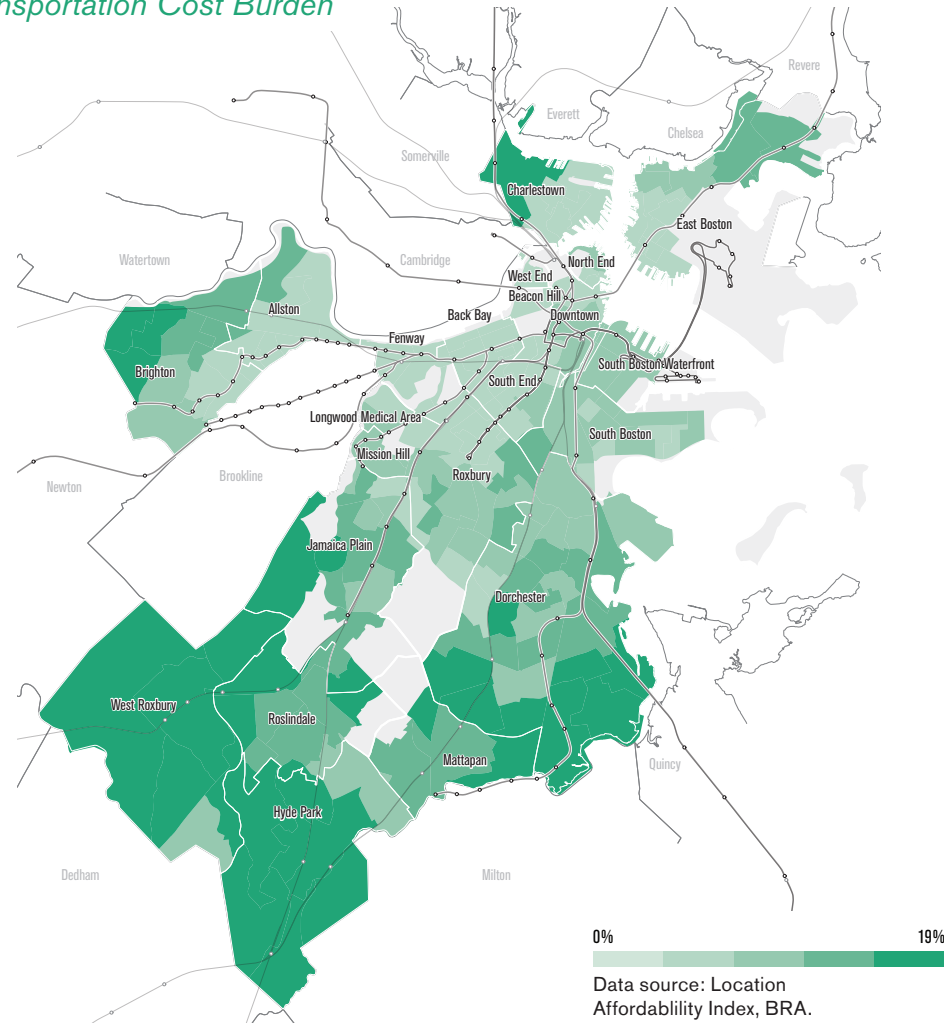 nsportation Cost Burden
Revere
Everett
Chelsea
Somerville
Charlestown
East Boston
Watertown
Cambridge
North End
West End
Beacon Hill
Allston
Back Bay
Downtown
Fenway
Brighton
South Boston Waterfront
South End
Longwood Medical Area
South Boston
Mission Hill
Roxbury
Newton
Brookline
Jamaica Plain
Dorchester
West Roxbury
Roslindale
Mattapan
Quincy
Hyde Park
Dedham
Milton
0%
19%
Data source: Location
Affordablility Index, BRA.